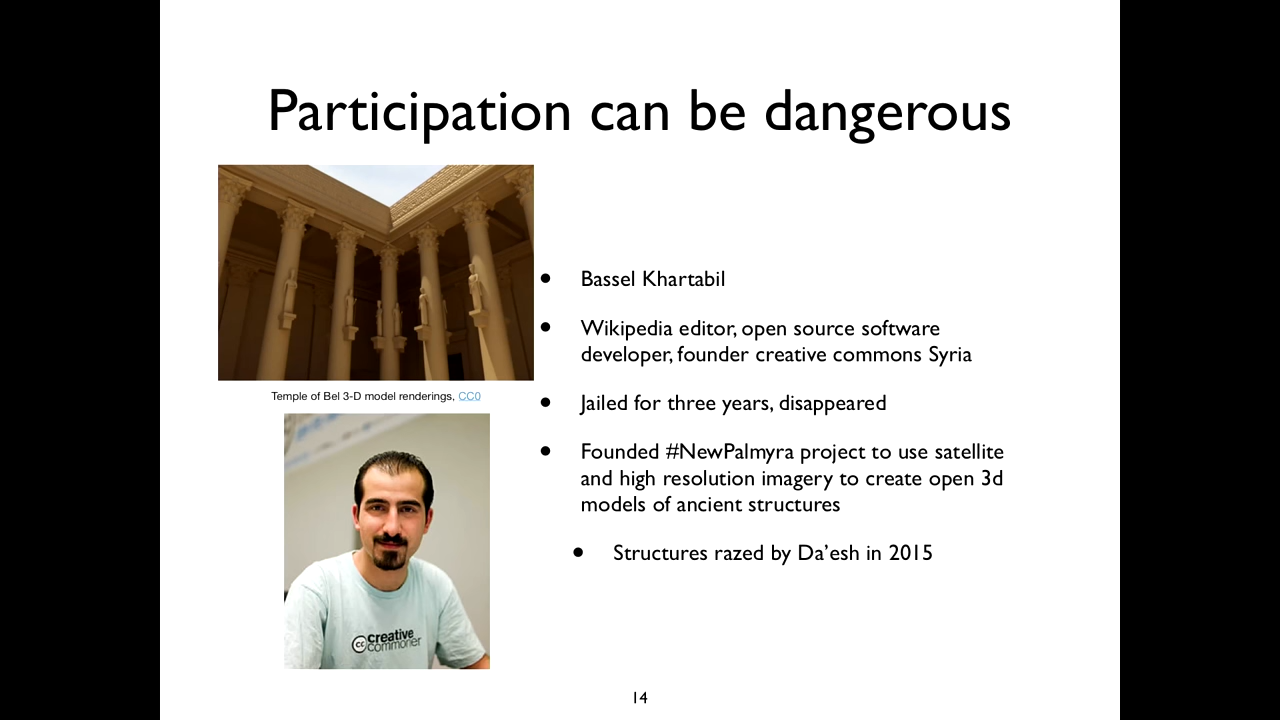 Participation can be dangerous
Temple of Bel 3-D model renderings, CC0
cc creative
commoner
• Bassel Khartabil
• Wikipedia editor, open source software
developer, founder creative commons Syria
• Jailed for three years, disappeared
• Founded #NewPalmyra project to use satellite
and high resolution imagery to create open 3d
models of ancient structures
• Structures razed by Da’esh in 2015
14